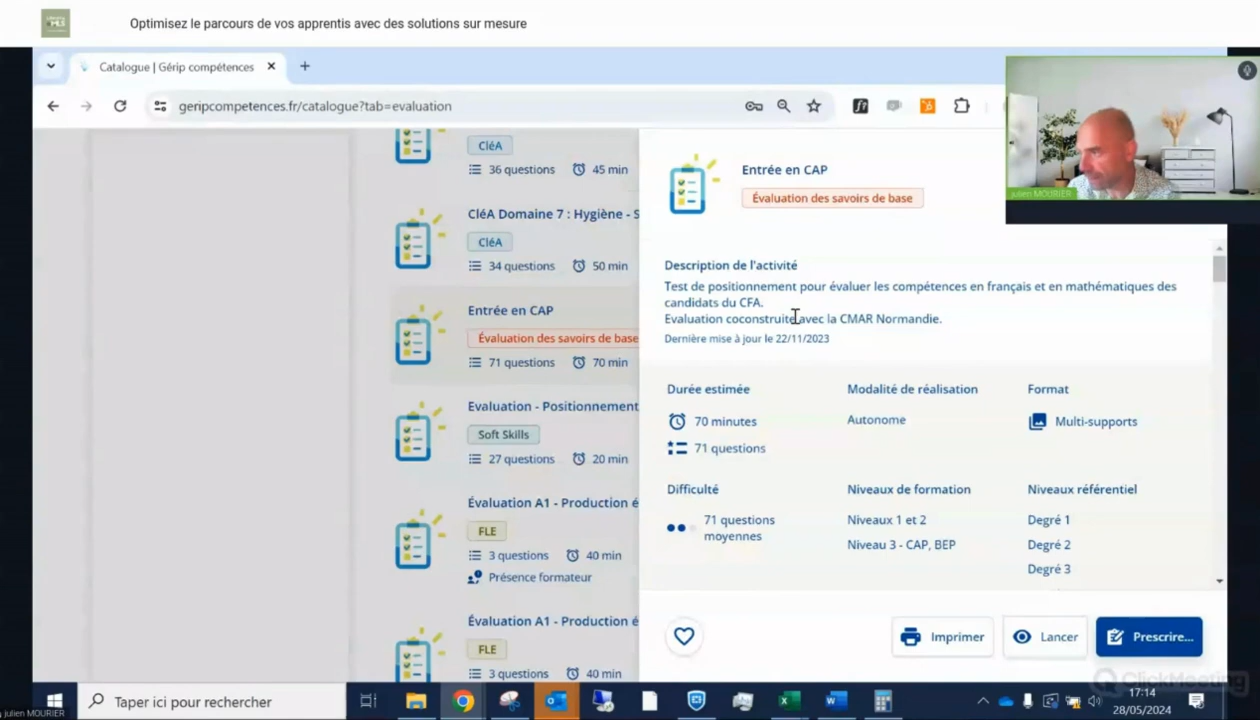 Optimisez le parcours de vos apprentis avec des solutions sur mesure
Catalogue | Gérip compétences
geripcompetences.fr/catalogue?tab=evaluation
CléA
36 questions 45 min
CléA Domaine 7 : Hygiène - S
CléA
34 questions 50 min
Entrée en CAP
Évaluation des savoirs de base
71 questions 70 min
Evaluation - Positionnement
Soft Skills
27 questions 20 min
Évaluation A1 - Production é
FLE
3 questions 40 min
Présence formateur
Évaluation A1 - Production é
FLE
3 questions 40 min
Entrée en CAP
Évaluation des savoirs de base
Description de l'activité
Test de positionnement pour évaluer les compétences en français et en mathématiques des
candidats du CFA.
Evaluation coconstruite avec la CMAR Normandie.
Dernière mise à jour le 22/11/2023
Durée estimée Modalité de réalisation Format
70 minutes Autonome Multi-supports
71 questions
Difficulté Niveaux de formation Niveaux référentiel
71 questions
moyennes
Niveaux 1 et 2
Niveau 3 - CAP, BEP
Degré 1
Degré 2
Degré 3
Imprimer Lancer Prescrire...
julien MOURIER
ClickMeeting
Taper ici pour rechercher
17:14
28/05/2024
julien MOURIER